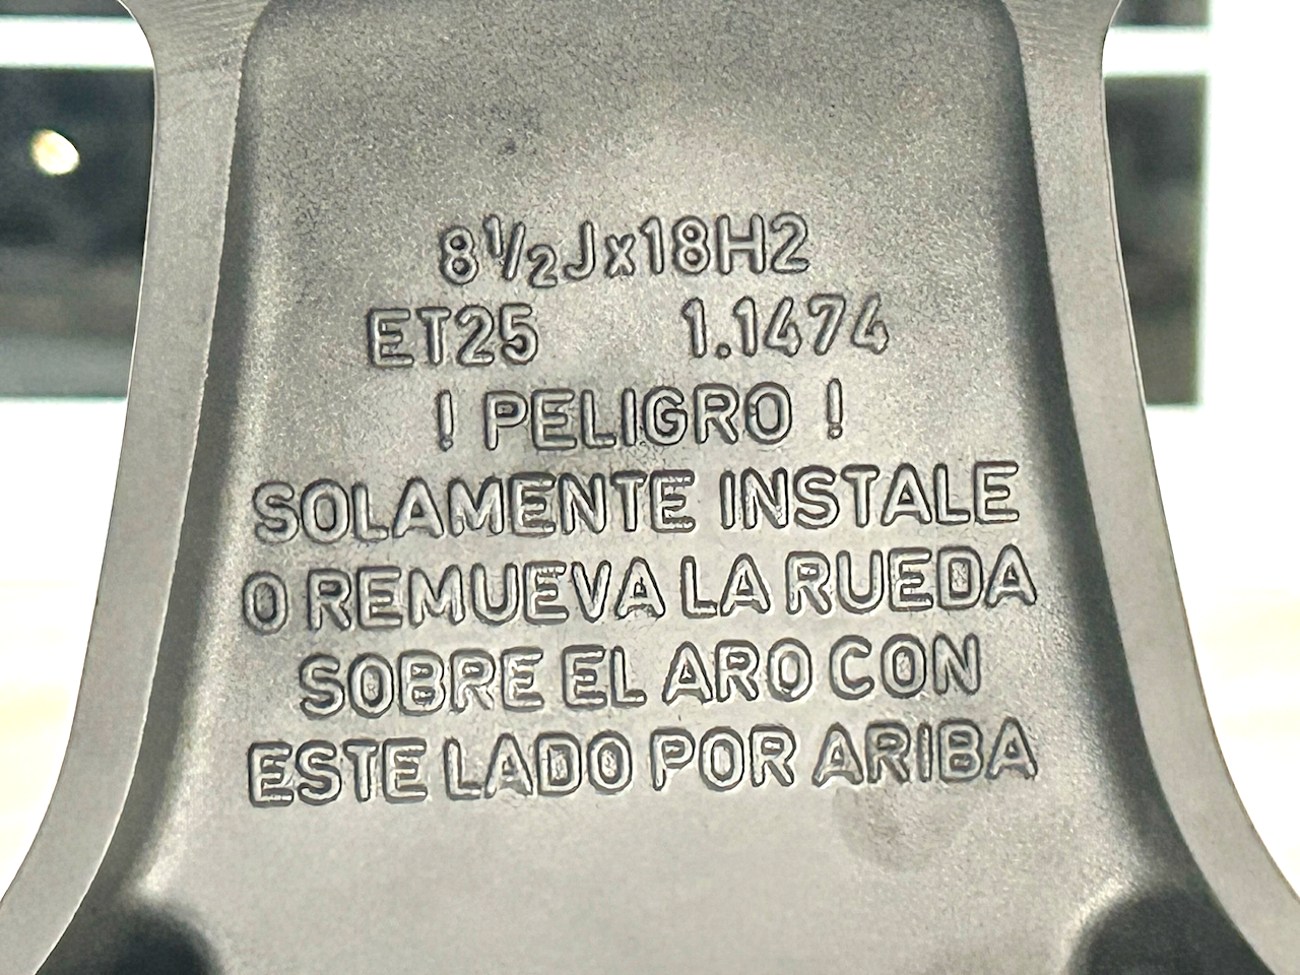 8½Jx18H2
ET25 1.1474
! PELIGRO !
SOLAMENTE INSTALE
O REMUEVA LA RUEDA
SOBRE EL ARO CON
ESTE LADO POR ARIBA